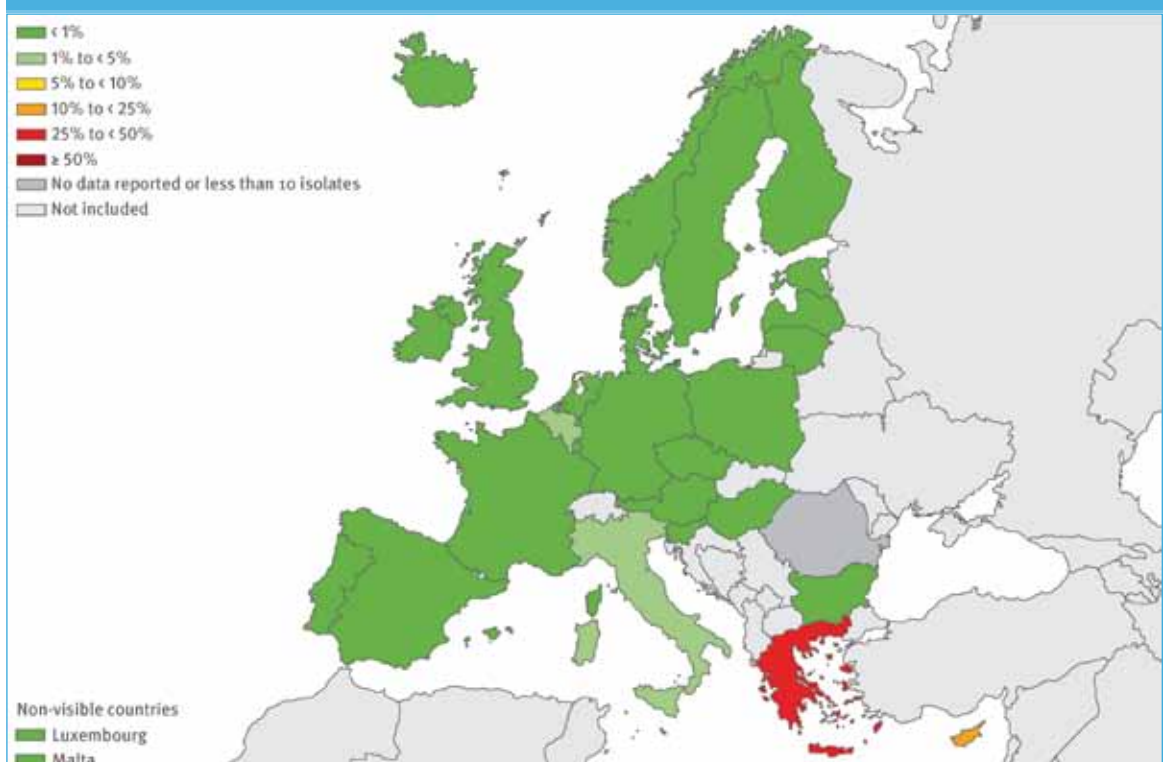 < 1%
1% to < 5%
5% to < 10%
10% to < 25%
25% to < 50%
≥ 50%
No data reported or less than 10 isolates
Not included
Non-visible countries
Luxembourg
Malta